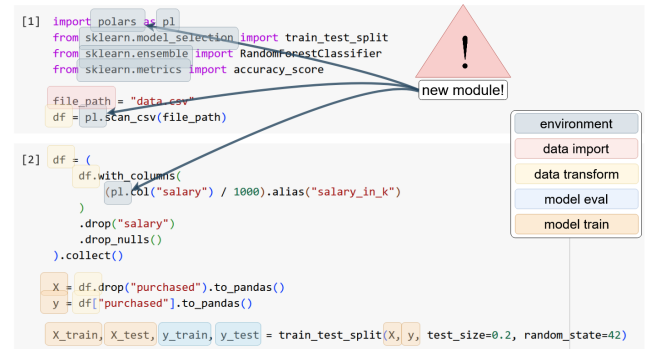 [1] import polars as pl
from sklearn.model_selection import train_test_split
from sklearn.ensemble import RandomForestClassifier
from sklearn.metrics import accuracy_score
file_path = "data.csv"
df = pl.scan_csv(file_path)
!
new module!
environment
data import
data transform
model eval
model train
[2] df = (
df.with_columns(
(pl.col("salary") / 1000).alias("salary_in_k")
)
.drop("salary")
.drop_nulls()
).collect()
X = df.drop("purchased").to_pandas()
y = df["purchased"].to_pandas()
X_train, X_test, y_train, y_test = train_test_split(X, y, test_size=0.2, random_state=42)